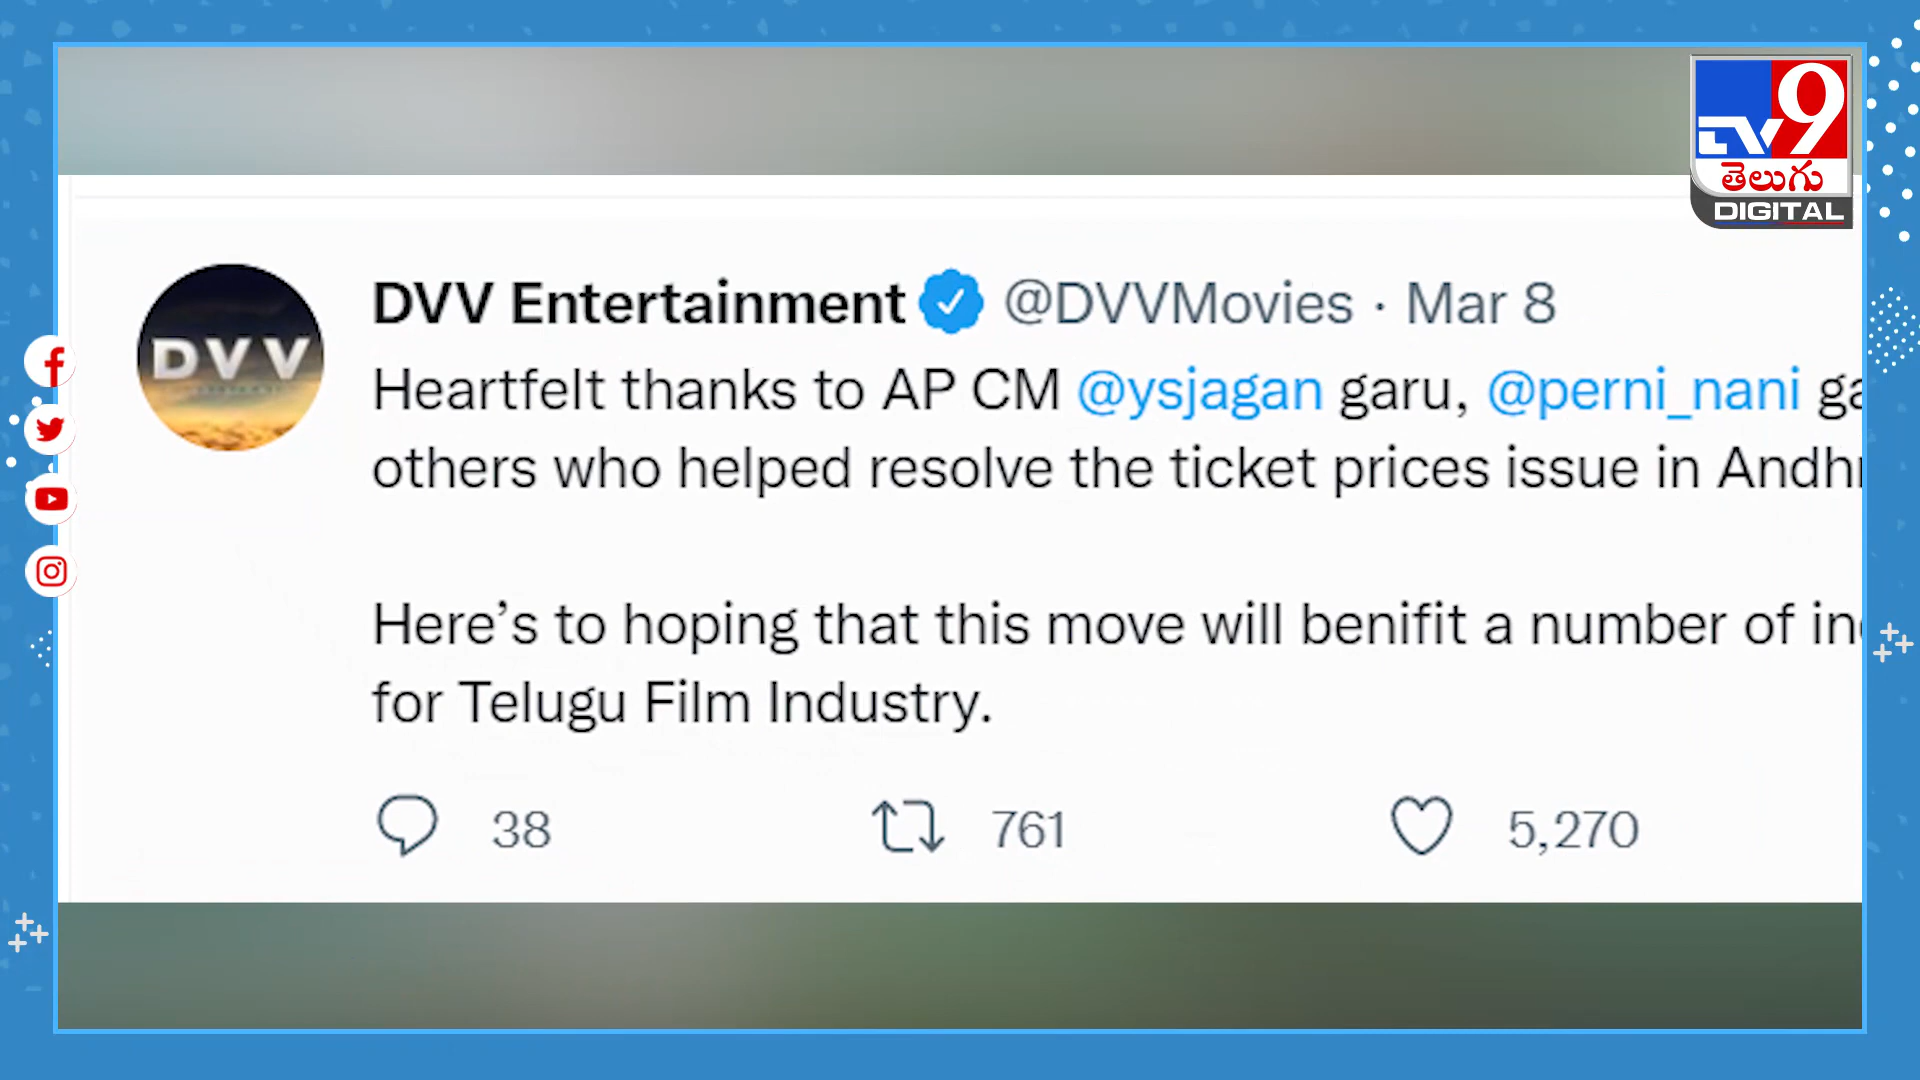 TV9
తెలుగు
DIGITAL
DVV
DVV Entertainment @DVVMovies · Mar 8
Heartfelt thanks to AP CM @ysjagan garu, @perni_nani ga
others who helped resolve the ticket prices issue in Andh
Here’s to hoping that this move will benifit a number of in
for Telugu Film Industry.
38 761 5,270